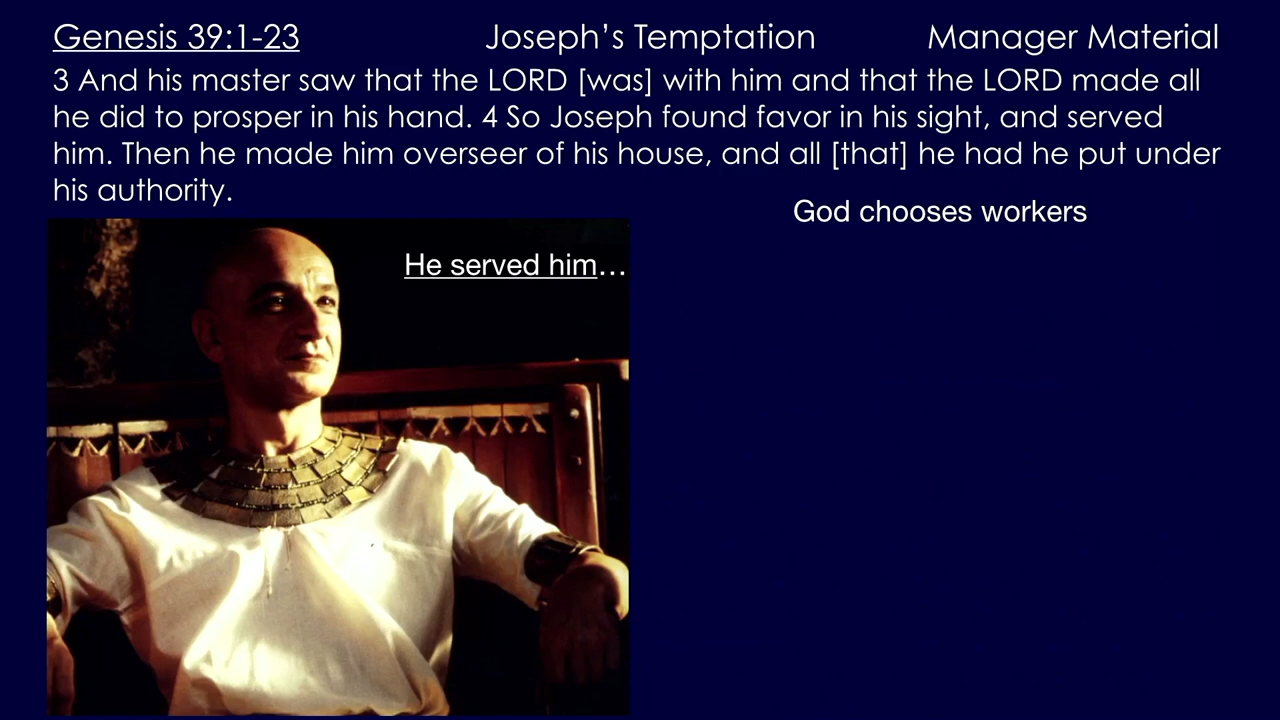 Genesis 39:1-23 Joseph’s Temptation Manager Material
3 And his master saw that the LORD [was] with him and that the LORD made all
he did to prosper in his hand. 4 So Joseph found favor in his sight, and served
him. Then he made him overseer of his house, and all [that] he had he put under
his authority.
God chooses workers
He served him…